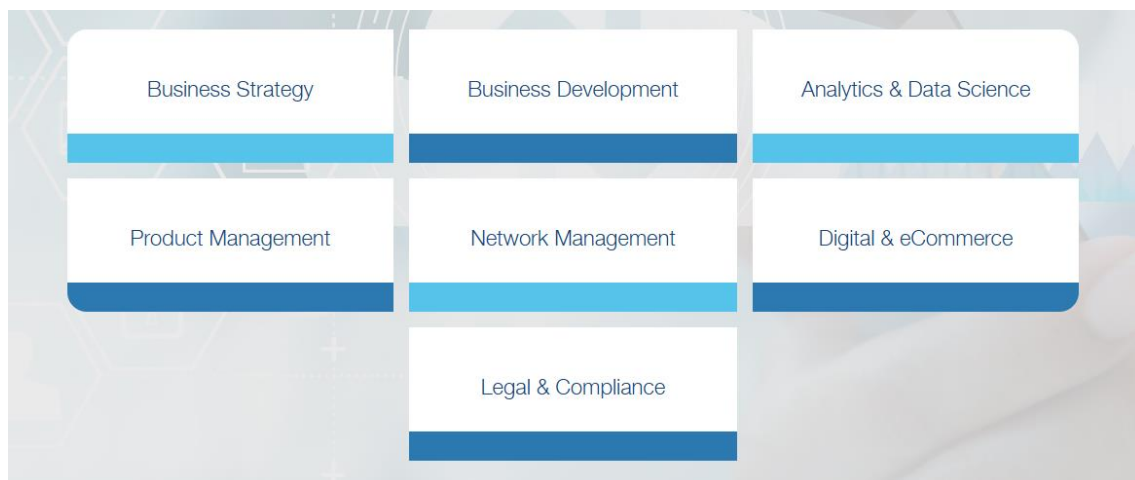 Business Strategy
Business Development
Analytics & Data Science
Product Management
Network Management
Digital & eCommerce
Legal & Compliance